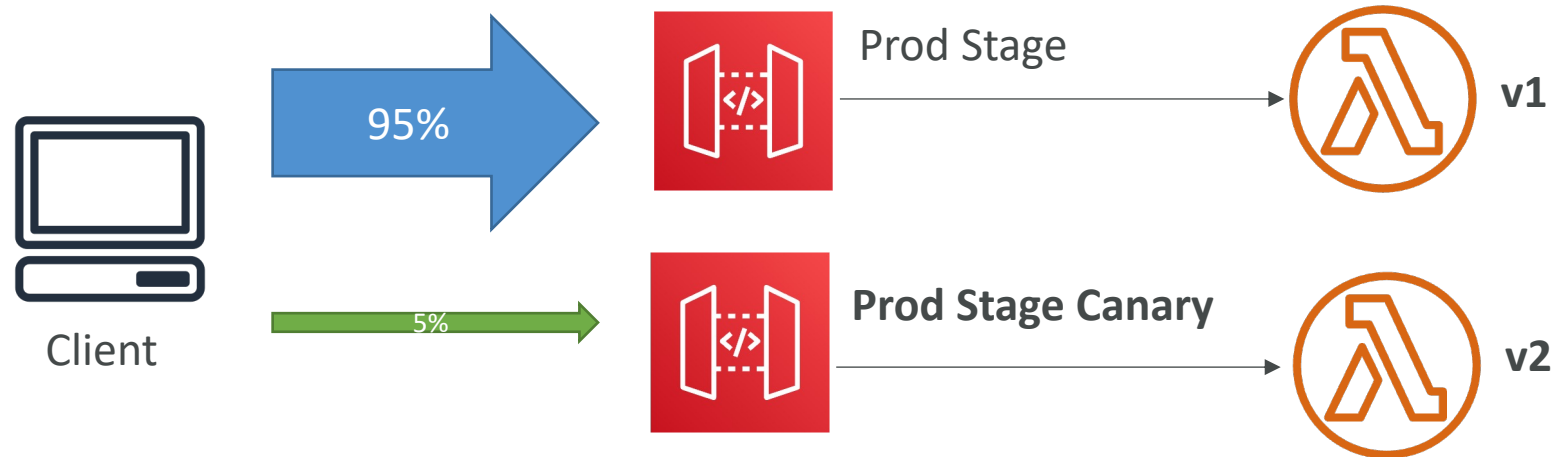 95%
Prod Stage
v1
</>
5%
Client
Prod Stage Canary
v2
</>